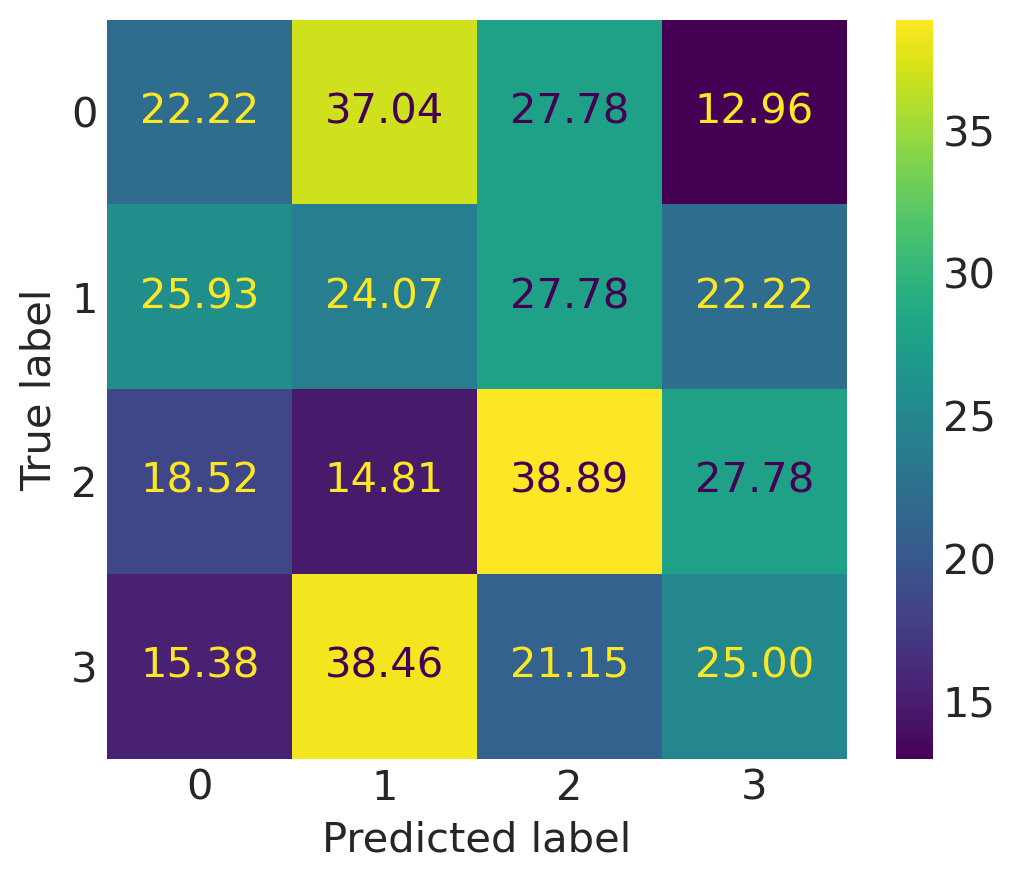 0 22.22 37.04 27.78 12.96
1 25.93 24.07 27.78 22.22
2 18.52 14.81 38.89 27.78
3 15.38 38.46 21.15 25.00
0 1 2 3
Predicted label
True label
35
30
25
20
15